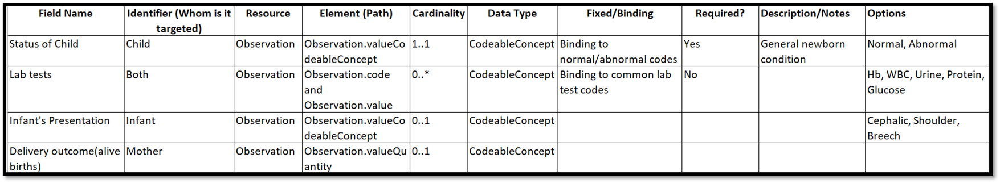 Field Name Identifier (Whom is it targeted) Resource Element (Path) Cardinality Data Type Fixed/Binding Required? Description/Notes Options
Status of Child Child Observation Observation.valueCodeableConcept 1..1 CodeableConcept Binding to normal/abnormal codes Yes General newborn condition Normal, Abnormal
Lab tests Both Observation Observation.code and Observation.value 0..* CodeableConcept Binding to common lab test codes No Hb, WBC, Urine, Protein, Glucose
Infant's Presentation Infant Observation Observation.valueCodeableConcept 0..1 CodeableConcept Cephalic, Shoulder, Breech
Delivery outcome(alive births) Mother Observation Observation.valueQuantity 0..1 CodeableConcept